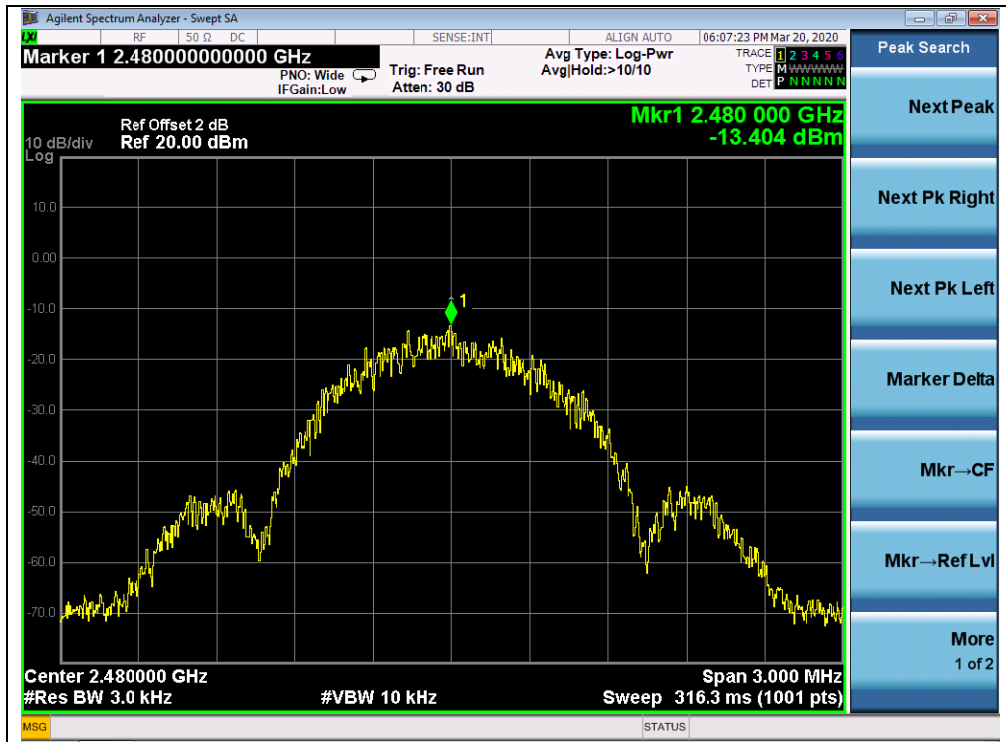 Agilent Spectrum Analyzer - Swept SA
LXI RF 50 Ω DC SENSE:INT ALIGN AUTO 06:07:23 PM Mar 20, 2020
Marker 1 2.480000000000 GHz
PNO: Wide
IFGain:Low
Trig: Free Run
Atten: 30 dB
Avg Type: Log-Pwr
Avg|Hold:>10/10
TRACE 1 2 3 4 5 6
TYPE M WWWWW
DET P N N N N N
Mkr1 2.480 000 GHz
-13.404 dBm
Ref Offset 2 dB
10 dB/div Ref 20.00 dBm
Log
10.0
0.00
-10.0
-20.0
-30.0
-40.0
-50.0
-60.0
-70.0
1
Center 2.480000 GHz Span 3.000 MHz
#Res BW 3.0 kHz #VBW 10 kHz Sweep 316.3 ms (1001 pts)
MSG STATUS
Peak Search
Next Peak
Next Pk Right
Next Pk Left
Marker Delta
Mkr→CF
Mkr→Ref Lvl
More
1 of 2